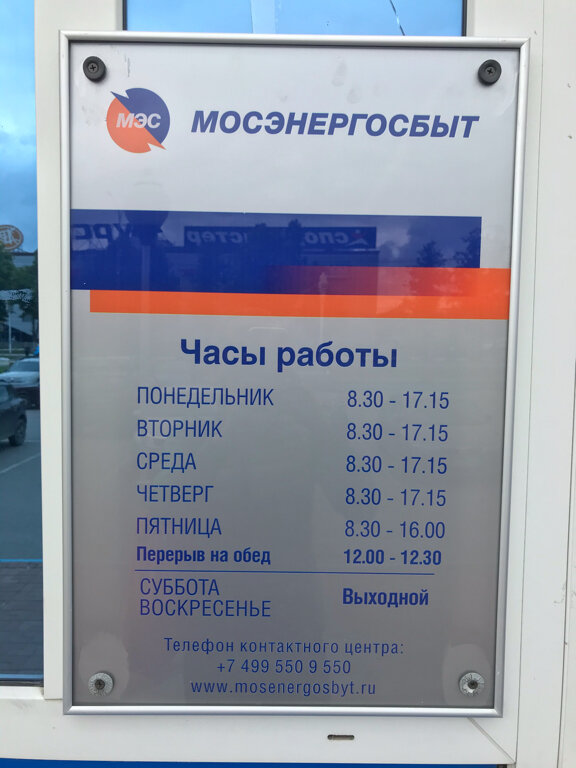 МЭС МОСЭНЕРГОСБЫТ
Часы работы
ПОНЕДЕЛЬНИК 8.30 - 17.15
ВТОРНИК 8.30 - 17.15
СРЕДА 8.30 - 17.15
ЧЕТВЕРГ 8.30 - 17.15
ПЯТНИЦА 8.30 - 16.00
Перерыв на обед 12.00 - 12.30
СУББОТА
ВОСКРЕСЕНЬЕ Выходной
Телефон контактного центра:
+7 499 550 9 550
www.mosenergosbyt.ru